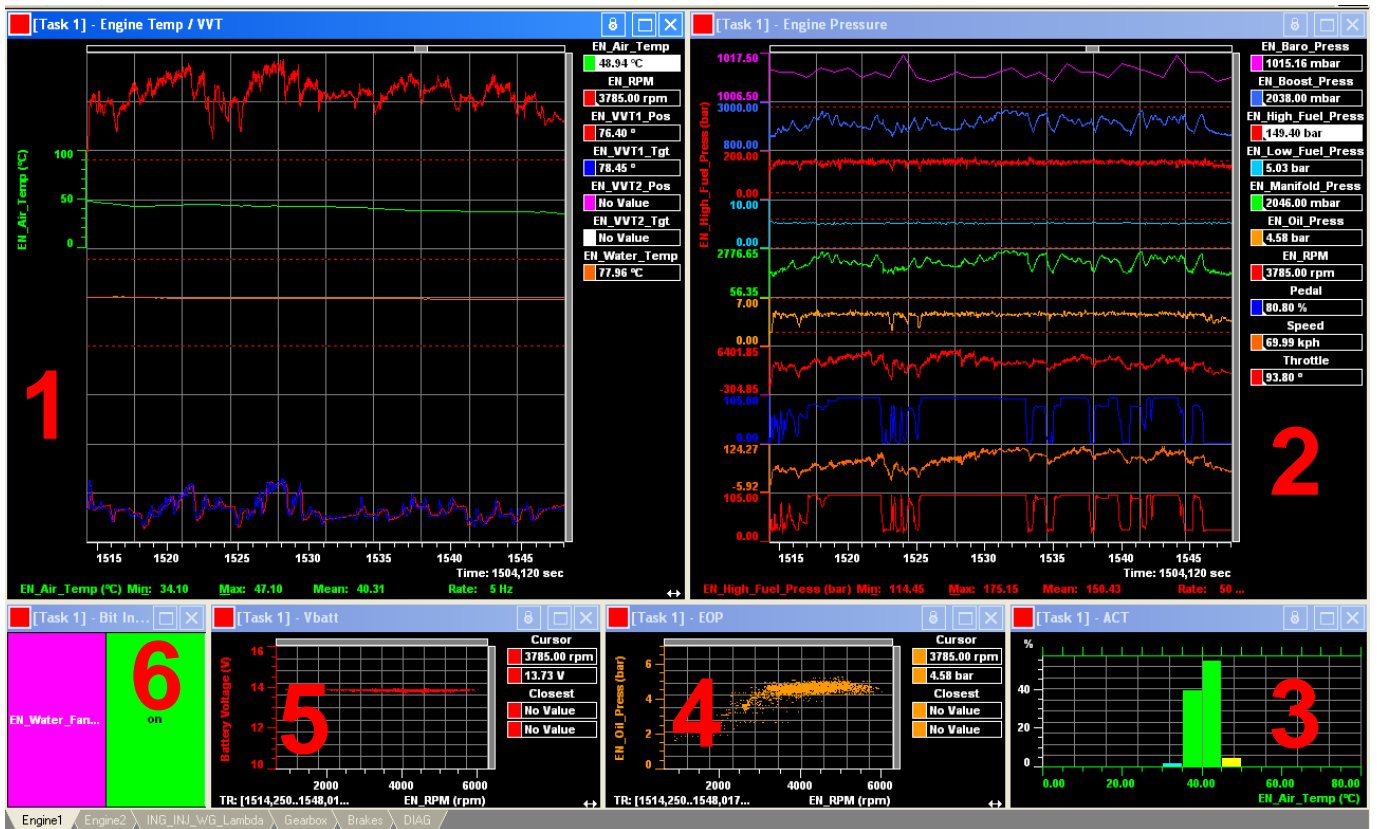 [Task 1] - Engine Temp / VVT
EN_Air_Temp
48.94 ºC
EN_RPM
3785.00 rpm
EN_VVT1_Pos
76.40 º
EN_VVT1_Tgt
78.45 º
EN_VVT2_Pos
No Value
EN_VVT2_Tgt
No Value
EN_Water_Temp
77.96 ºC
EN_Air_Temp (ºC)
100
50
0
1
1515 1520 1525 1530 1535 1540 1545
Time: 1504,120 sec
EN_Air_Temp (ºC) Min: 34.10 Max: 47.10 Mean: 40.31 Rate: 5 Hz
[Task 1] - Engine Pressure
EN_High_Fuel_Press (bar)
1017.50
1006.50
3000.00
800.00
200.00
0.00
10.00
0.00
2776.65
56.35
7.00
0.00
6401.85
-304.85
105.00
0.00
124.27
-5.92
105.00
0.00
EN_Baro_Press
1015.16 mbar
EN_Boost_Press
2038.00 mbar
EN_High_Fuel_Press
149.40 bar
EN_Low_Fuel_Press
5.03 bar
EN_Manifold_Press
2046.00 mbar
EN_Oil_Press
4.58 bar
EN_RPM
3785.00 rpm
Pedal
80.80 %
Speed
69.99 kph
Throttle
93.80 º
2
1515 1520 1525 1530 1535 1540 1545
Time: 1504,120 sec
EN_High_Fuel_Press (bar) Min: 114.45 Max: 175.15 Mean: 150.43 Rate: 50 ...
[Task 1] - Bit In...
EN_Water_Fan...
6
on
[Task 1] - Vbatt
Battery Voltage (V)
16
14
12
10
5
2000 4000 6000
TR: [1514,250..1548,01... EN_RPM (rpm)
Cursor
3785.00 rpm
13.73 V
Closest
No Value
No Value
[Task 1] - EOP
EN_Oil_Press (bar)
6
4
2
0
4
2000 4000 6000
TR: [1514,250..1548,017... EN_RPM (rpm)
Cursor
3785.00 rpm
4.58 bar
Closest
No Value
No Value
[Task 1] - ACT
%
40
20
0
3
0.00 20.00 40.00 60.00 80.00
EN_Air_Temp (ºC)
Engine1 Engine2 ING_INJ_WG_Lambda Gearbox Brakes DIAG